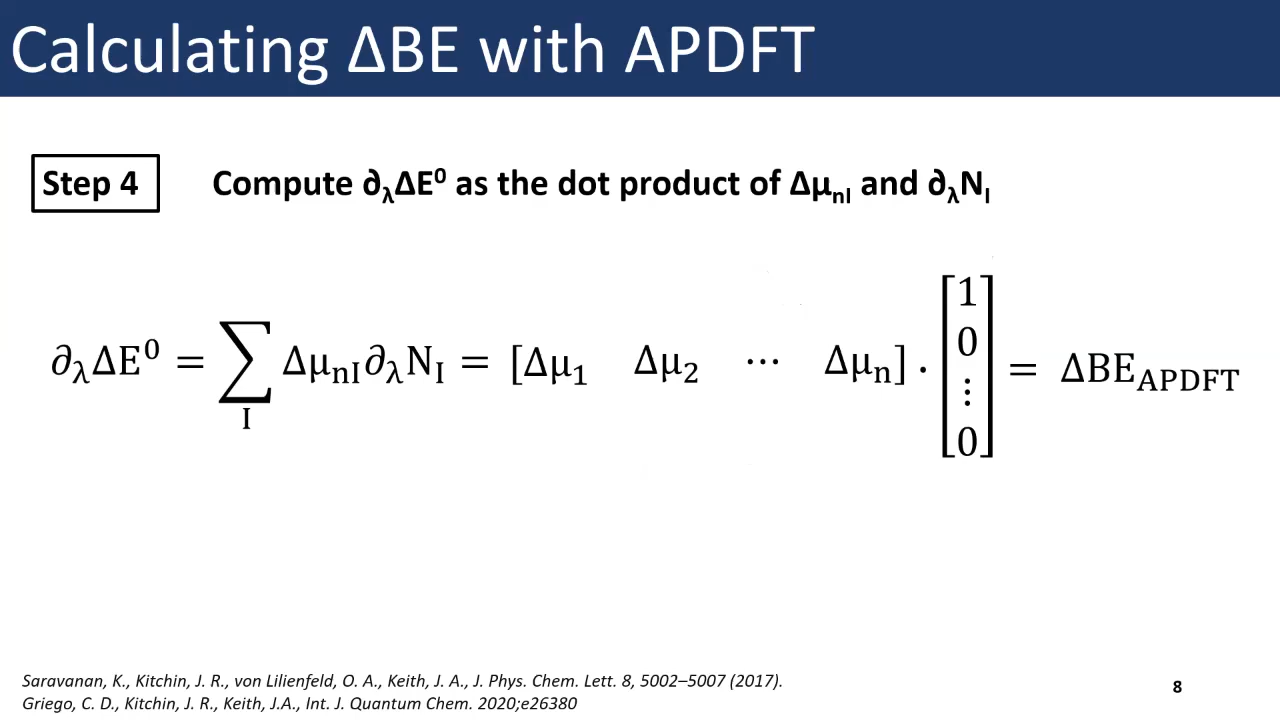 Calculating ΔBE with APDFT
Step 4 Compute ∂λΔE⁰ as the dot product of ΔμnI and ∂λNI
∂λΔE⁰ = ∑I ΔμnI∂λNI = [Δμ1 Δμ2 ⋯ Δμn] · [1 0 ⋮ 0] = ΔBEAPDFT
Saravanan, K., Kitchin, J. R., von Lilienfeld, O. A., Keith, J. A., J. Phys. Chem. Lett. 8, 5002–5007 (2017).
Griego, C. D., Kitchin, J. R., Keith, J.A., Int. J. Quantum Chem. 2020;e26380
8